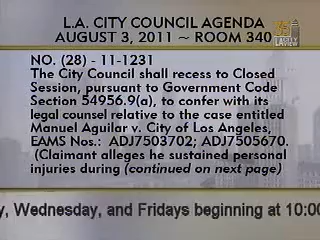 L.A. CITY COUNCIL AGENDA
AUGUST 3, 2011 ~ ROOM 340
NO. (28) - 11-1231
The City Council shall recess to Closed
Session, pursuant to Government Code
Section 54956.9(a), to confer with its
legal counsel relative to the case entitled
Manuel Aguilar v. City of Los Angeles,
EAMS Nos.: ADJ7503702; ADJ7505670.
(Claimant alleges he sustained personal
injuries during (continued on next page)
y, Wednesday, and Fridays beginning at 10:00